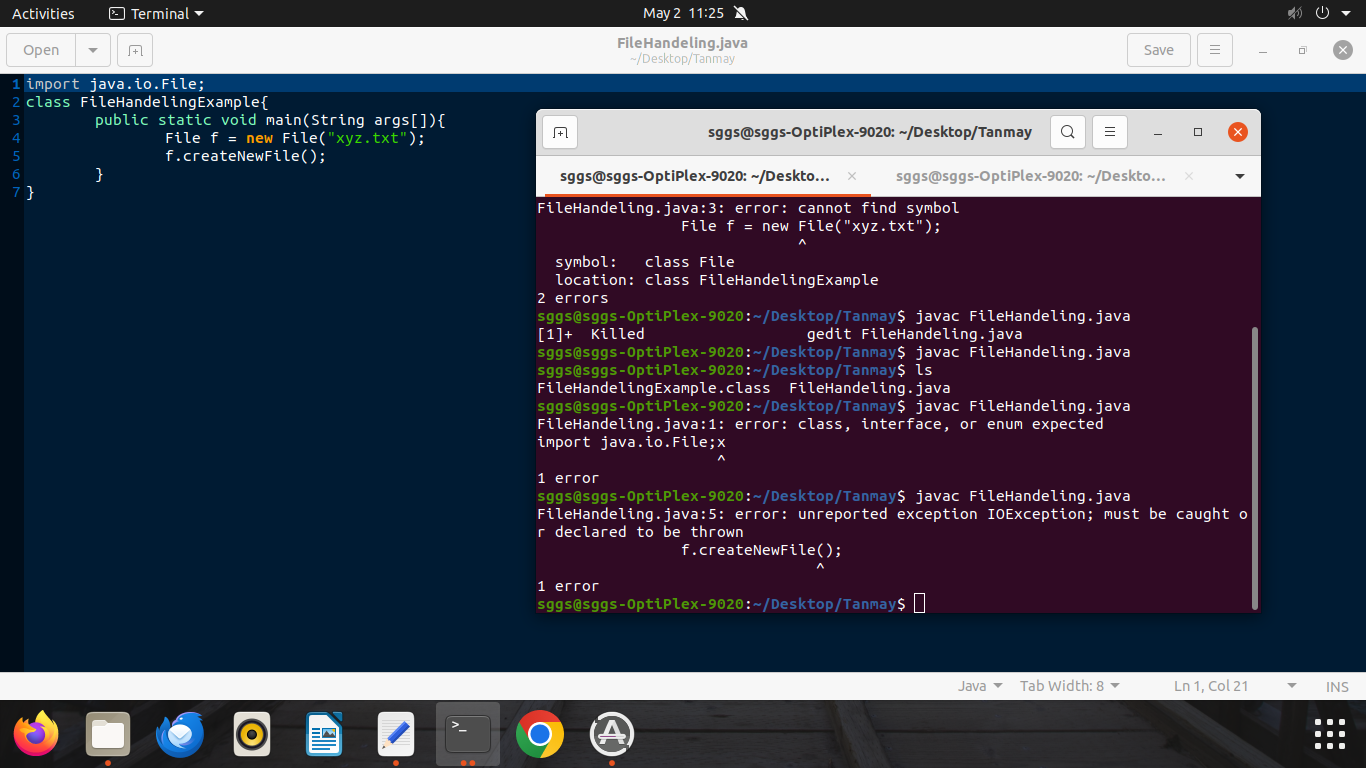 Activities Terminal May 2 11:25
Open FileHandeling.java Save
~/Desktop/Tanmay
1 import java.io.File;
2 class FileHandelingExample{
3 public static void main(String args[]){
4 File f = new File("xyz.txt");
5 f.createNewFile();
6 }
7 }
sggs@sggs-OptiPlex-9020: ~/Desktop/Tanmay
sggs@sggs-OptiPlex-9020: ~/Deskto... sggs@sggs-OptiPlex-9020: ~/Deskto...
FileHandeling.java:3: error: cannot find symbol
File f = new File("xyz.txt");
^
symbol: class File
location: class FileHandelingExample
2 errors
sggs@sggs-OptiPlex-9020:~/Desktop/Tanmay$ javac FileHandeling.java
[1]+ Killed gedit FileHandeling.java
sggs@sggs-OptiPlex-9020:~/Desktop/Tanmay$ javac FileHandeling.java
sggs@sggs-OptiPlex-9020:~/Desktop/Tanmay$ ls
FileHandelingExample.class FileHandeling.java
sggs@sggs-OptiPlex-9020:~/Desktop/Tanmay$ javac FileHandeling.java
FileHandeling.java:1: error: class, interface, or enum expected
import java.io.File;x
^
1 error
sggs@sggs-OptiPlex-9020:~/Desktop/Tanmay$ javac FileHandeling.java
FileHandeling.java:5: error: unreported exception IOException; must be caught o
r declared to be thrown
f.createNewFile();
^
1 error
sggs@sggs-OptiPlex-9020:~/Desktop/Tanmay$
Java Tab Width: 8 Ln 1, Col 21 INS